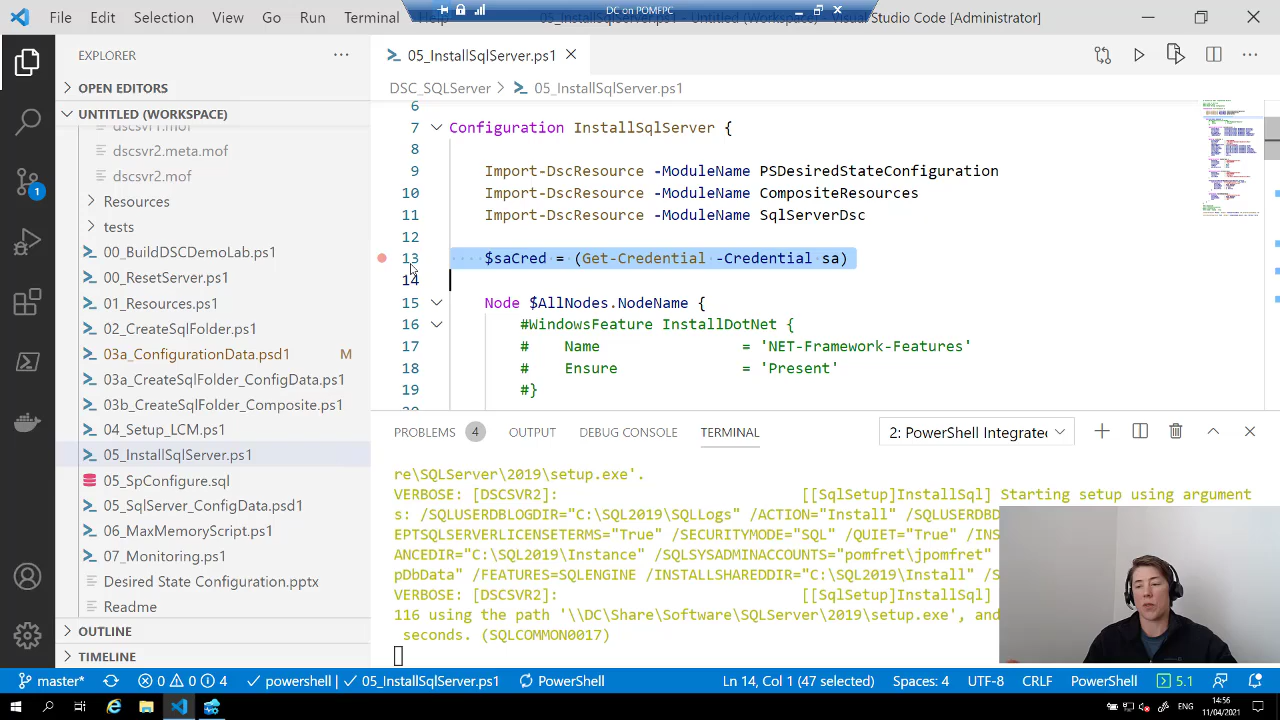 File Edit Selection View Go Run Terminal Help 05_InstallSqlServer.ps1 - Untitled (Workspace) - Visual Studio Code [Administrator]
DC on POMFPC
EXPLORER
OPEN EDITORS
UNTITLED (WORKSPACE)
dscsvr1.mof
dscsvr2.meta.mof
dscsvr2.mof
Resources
tests
00_BuildDSCDemoLab.ps1
00_ResetServer.ps1
01_Resources.ps1
02_CreateSqlFolder.ps1
03a_ConfigurationData.psd1 M
03a_CreateSqlFolder_ConfigData.ps1
03b_CreateSqlFolder_Composite.ps1
04_Setup_LCM.ps1
05_InstallSqlServer.ps1
05_SpConfigure.sql
05_SqlServer_ConfigData.psd1
06_MaxMemoryScript.ps1
07_Monitoring.ps1
Desired State Configuration.pptx
Readme
OUTLINE
TIMELINE
1
05_InstallSqlServer.ps1
DSC_SQLServer > 05_InstallSqlServer.ps1
6
7 Configuration InstallSqlServer {
8
9 Import-DscResource -ModuleName PSDesiredStateConfiguration
10 Import-DscResource -ModuleName CompositeResources
11 Import-DscResource -ModuleName SqlServerDsc
12
13 $saCred = (Get-Credential -Credential sa)
14
15 Node $AllNodes.NodeName {
16 #WindowsFeature InstallDotNet {
17 # Name = 'NET-Framework-Features'
18 # Ensure = 'Present'
19 #}
PROBLEMS 4 OUTPUT DEBUG CONSOLE TERMINAL 2: PowerShell Integrate
re\SQLServer\2019\setup.exe'.
VERBOSE: [DSCSVR2]: [[SqlSetup]InstallSql] Starting setup using argument
s: /SQLUSERDBLOGDIR="C:\SQL2019\SQLLogs" /ACTION="Install" /SQLUSERDBD
EPTSQLSERVERLICENSETERMS="True" /SECURITYMODE="SQL" /QUIET="True" /INS
ANCEDIR="C:\SQL2019\Instance" /SQLSYSADMINACCOUNTS="pomfret\jpomfret"
pDbData" /FEATURES=SQLENGINE /INSTALLSHAREDDIR="C:\SQL2019\Install" /S
VERBOSE: [DSCSVR2]: [[SqlSetup]InstallSql]
116 using the path '\\DC\Share\Software\SQLServer\2019\setup.exe', and
seconds. (SQLCOMMON0017)
master* 0 0 4 powershell 05_InstallSqlServer.ps1 PowerShell Ln 14, Col 1 (47 selected) Spaces: 4 UTF-8 CRLF PowerShell 5.1
14:56
11/04/2021